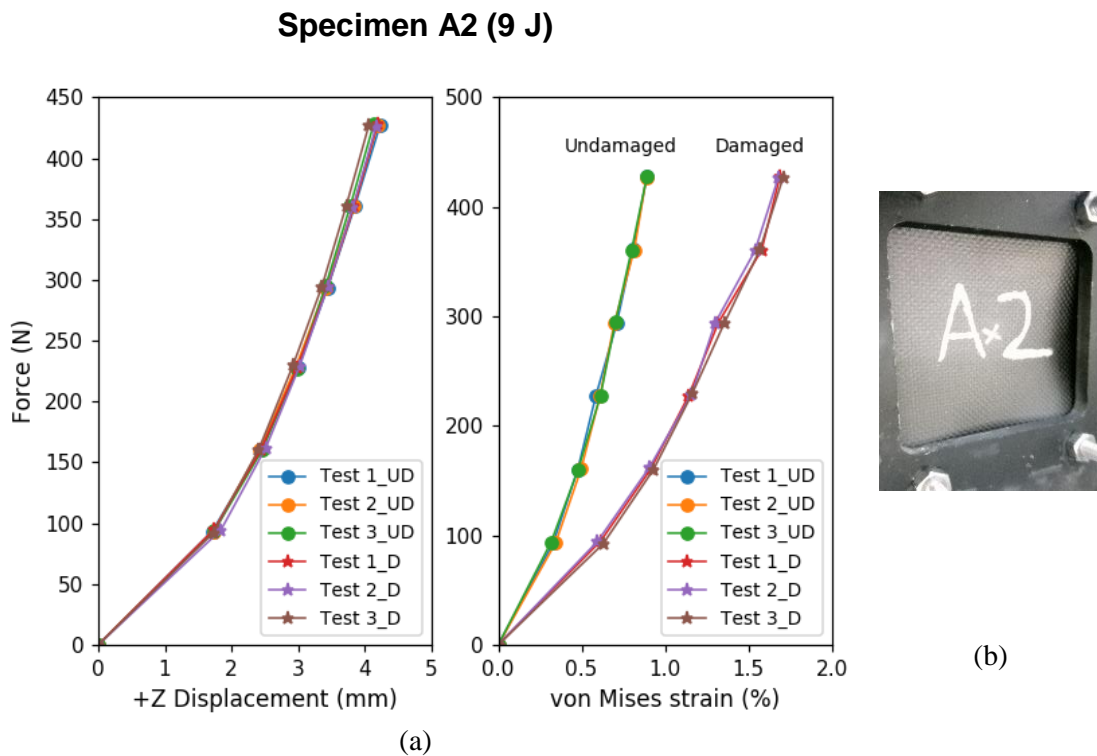 Specimen A2 (9 J)
450
400
350
300
250
200
150
100
50
0
Force (N)
0 1 2 3 4 5
+Z Displacement (mm)
Test 1_UD
Test 2_UD
Test 3_UD
Test 1_D
Test 2_D
Test 3_D
500
400
300
200
100
0
0.0 0.5 1.0 1.5 2.0
von Mises strain (%)
Undamaged Damaged
Test 1_UD
Test 2_UD
Test 3_UD
Test 1_D
Test 2_D
Test 3_D
(a)
A×2
(b)